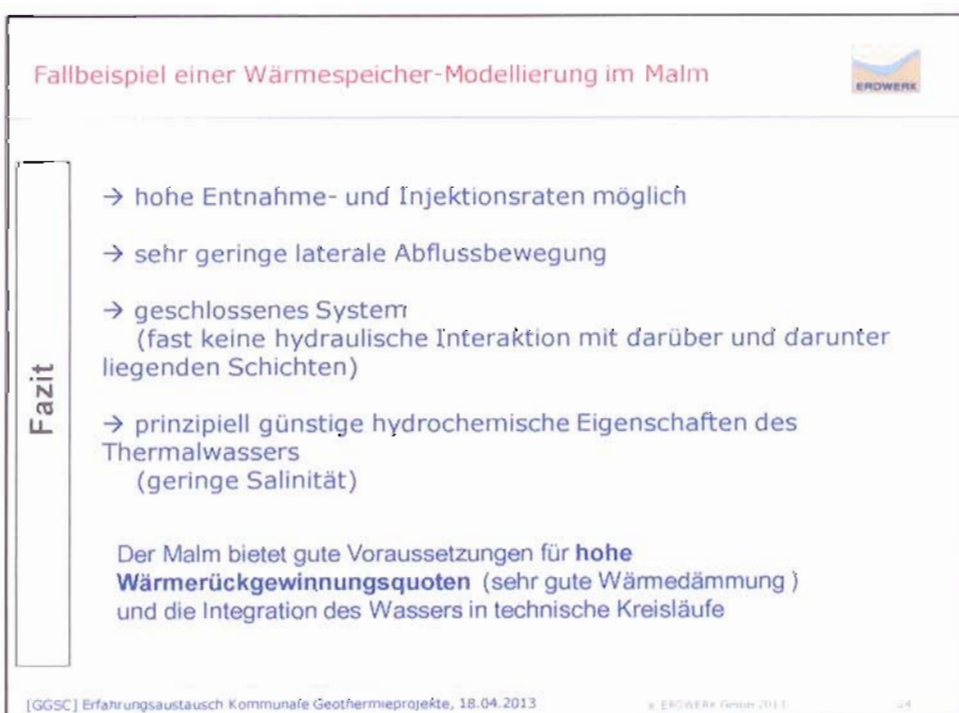 Fallbeispiel einer Wärmespeicher-Modellierung im Malm
ERDWERK
Fazit
→ hohe Entnahme- und Injektionsraten möglich
→ sehr geringe laterale Abflussbewegung
→ geschlossenes System
(fast keine hydraulische Interaktion mit darüber und darunter
liegenden Schichten)
→ prinzipiell günstige hydrochemische Eigenschaften des
Thermalwassers
(geringe Salinität)
Der Malm bietet gute Voraussetzungen für hohe
Wärmerückgewinnungsquoten (sehr gute Wärmedämmung )
und die Integration des Wassers in technische Kreisläufe
[GGSC] Erfahrungsaustausch Kommunale Geothermieprojekte, 18.04.2013
ERDWERK GmbH 2013